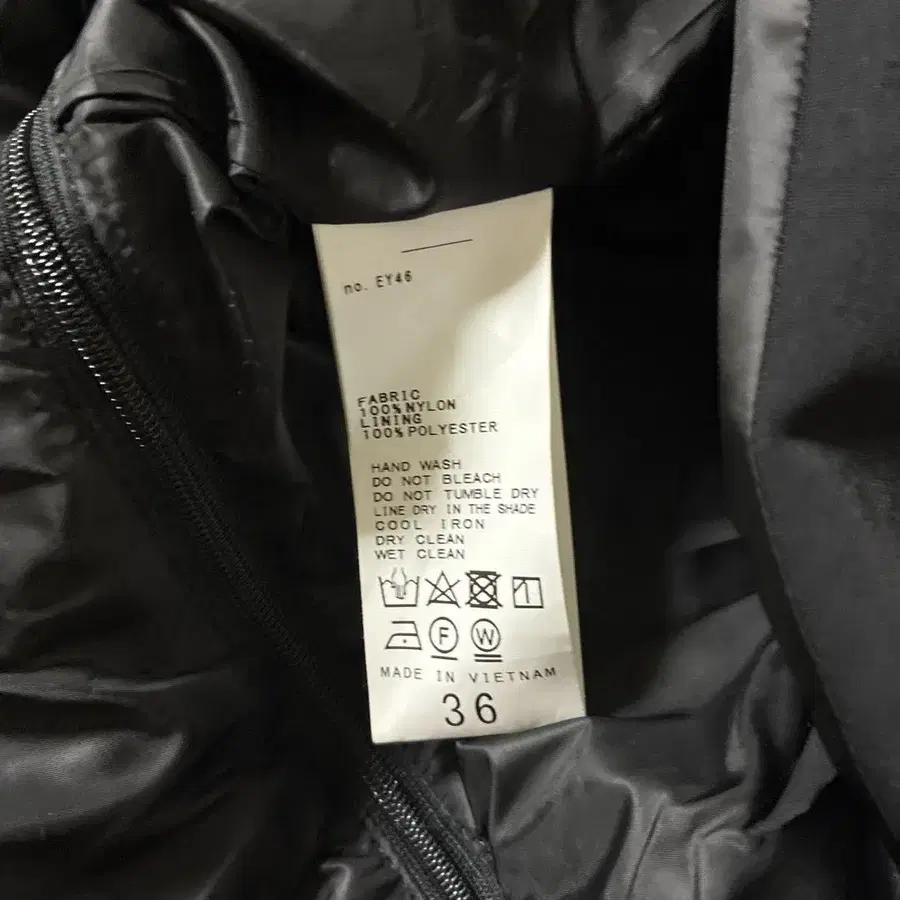 no. EY46
FABRIC
100% NYLON
LINING
100% POLYESTER
HAND WASH
DO NOT BLEACH
DO NOT TUMBLE DRY
LINE DRY IN THE SHADE
COOL IRON
DRY CLEAN
WET CLEAN
F W
MADE IN VIETNAM
36